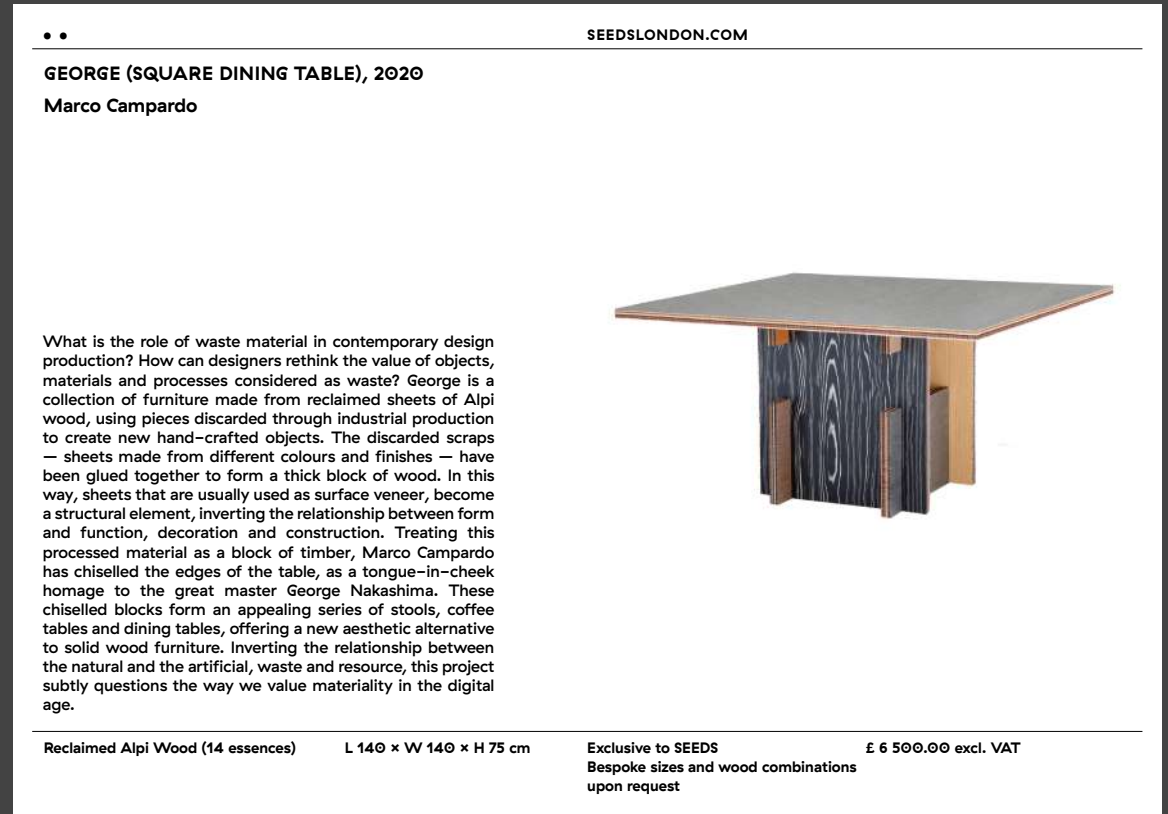 SEEDSLONDON.COM
GEORGE (SQUARE DINING TABLE), 2020
Marco Campardo
What is the role of waste material in contemporary design
production? How can designers rethink the value of objects,
materials and processes considered as waste? George is a
collection of furniture made from reclaimed sheets of Alpi
wood, using pieces discarded through industrial production
to create new hand-crafted objects. The discarded scraps
— sheets made from different colours and finishes — have
been glued together to form a thick block of wood. In this
way, sheets that are usually used as surface veneer, become
a structural element, inverting the relationship between form
and function, decoration and construction. Treating this
processed material as a block of timber, Marco Campardo
has chiselled the edges of the table, as a tongue-in-cheek
homage to the great master George Nakashima. These
chiselled blocks form an appealing series of stools, coffee
tables and dining tables, offering a new aesthetic alternative
to solid wood furniture. Inverting the relationship between
the natural and the artificial, waste and resource, this project
subtly questions the way we value materiality in the digital
age.
Reclaimed Alpi Wood (14 essences)
L 140 × W 140 × H 75 cm
Exclusive to SEEDS
Bespoke sizes and wood combinations
upon request
£ 6 500.00 excl. VAT